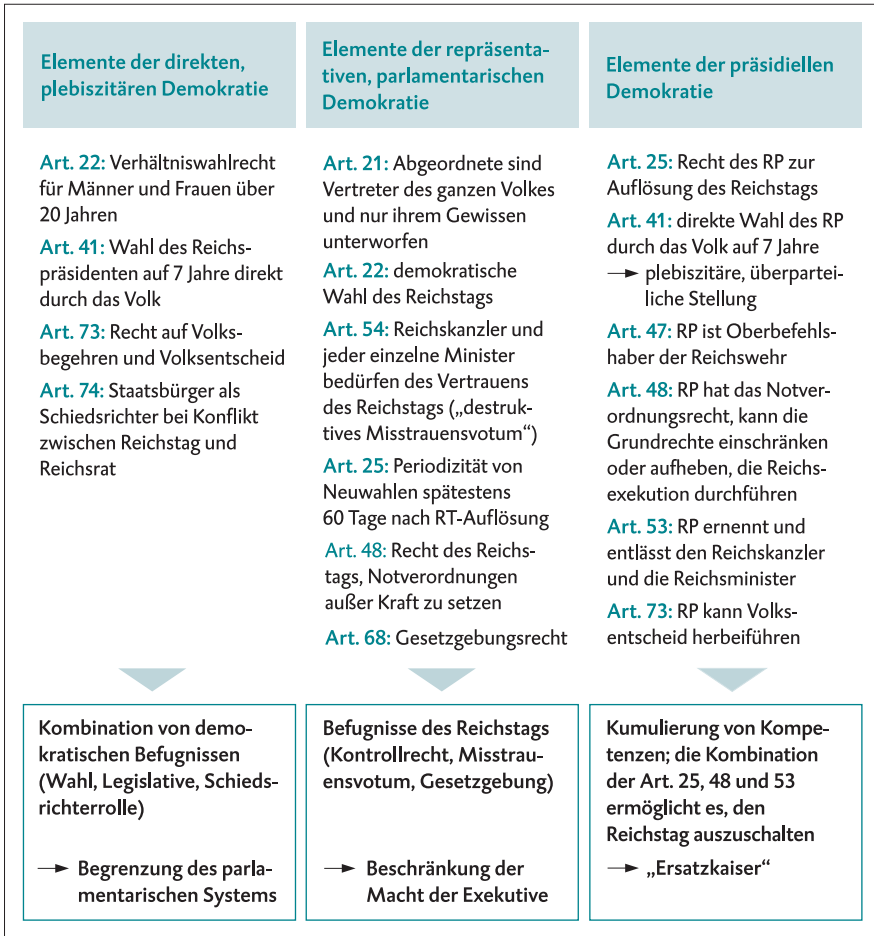 Elemente der direkten,
plebiszitären Demokratie
Art. 22: Verhältniswahlrecht
für Männer und Frauen über
20 Jahren
Art. 41: Wahl des Reichs-
präsidenten auf 7 Jahre direkt
durch das Volk
Art. 73: Recht auf Volks-
begehren und Volksentscheid
Art. 74: Staatsbürger als
Schiedsrichter bei Konflikt
zwischen Reichstag und
Reichsrat
Kombination von demo-
kratischen Befugnissen
(Wahl, Legislative, Schieds-
richterrolle)
→ Begrenzung des parla-
mentarischen Systems
Elemente der repräsenta-
tiven, parlamentarischen
Demokratie
Art. 21: Abgeordnete sind
Vertreter des ganzen Volkes
und nur ihrem Gewissen
unterworfen
Art. 22: demokratische
Wahl des Reichstags
Art. 54: Reichskanzler und
jeder einzelne Minister
bedürfen des Vertrauens
des Reichstags („destruk-
tives Misstrauensvotum“)
Art. 25: Periodizität von
Neuwahlen spätestens
60 Tage nach RT-Auflösung
Art. 48: Recht des Reichs-
tags, Notverordnungen
außer Kraft zu setzen
Art. 68: Gesetzgebungsrecht
Befugnisse des Reichstags
(Kontrollrecht, Misstrau-
ensvotum, Gesetzgebung)
→ Beschränkung der
Macht der Exekutive
Elemente der präsidiellen
Demokratie
Art. 25: Recht des RP zur
Auflösung des Reichstags
Art. 41: direkte Wahl des RP
durch das Volk auf 7 Jahre
→ plebiszitäre, überpartei-
liche Stellung
Art. 47: RP ist Oberbefehls-
haber der Reichswehr
Art. 48: RP hat das Notver-
ordnungsrecht, kann die
Grundrechte einschränken
oder aufheben, die Reichs-
exekution durchführen
Art. 53: RP ernennt und
entlässt den Reichskanzler
und die Reichsminister
Art. 73: RP kann Volks-
entscheid herbeiführen
Kumulierung von Kompe-
tenzen; die Kombination
der Art. 25, 48 und 53
ermöglicht es, den
Reichstag auszuschalten
→ „Ersatzkaiser“